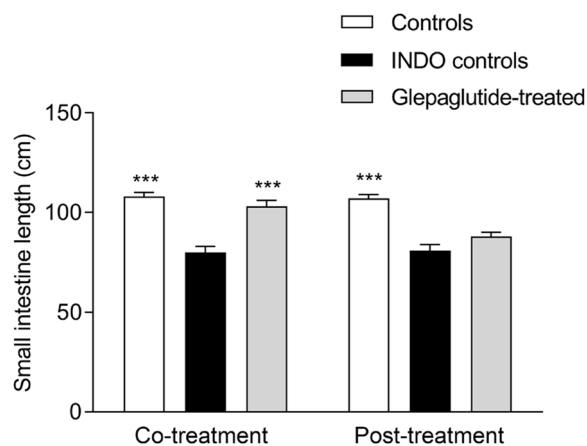 Controls
INDO controls
Glepaglutide-treated
Small intestine length (cm)
150
100
50
0
***
***
***
Co-treatment
Post-treatment